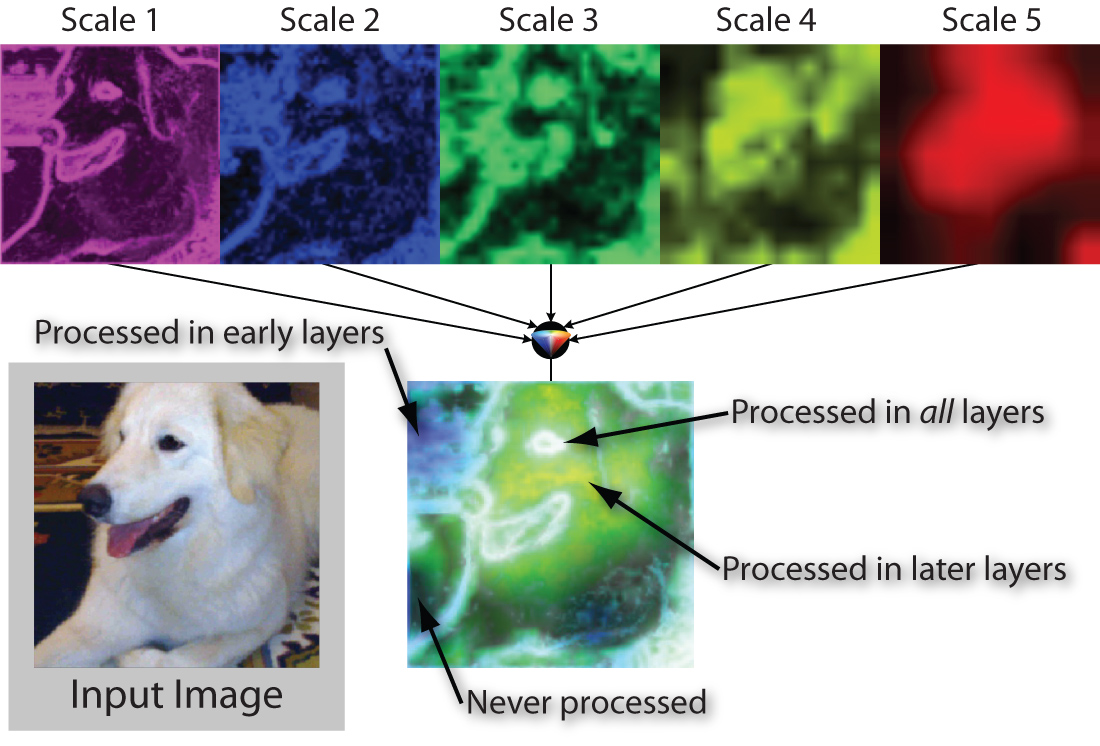 Scale 1
Scale 2
Scale 3
Scale 4
Scale 5
Processed in early layers
Processed in all layers
Processed in later layers
Never processed
Input Image